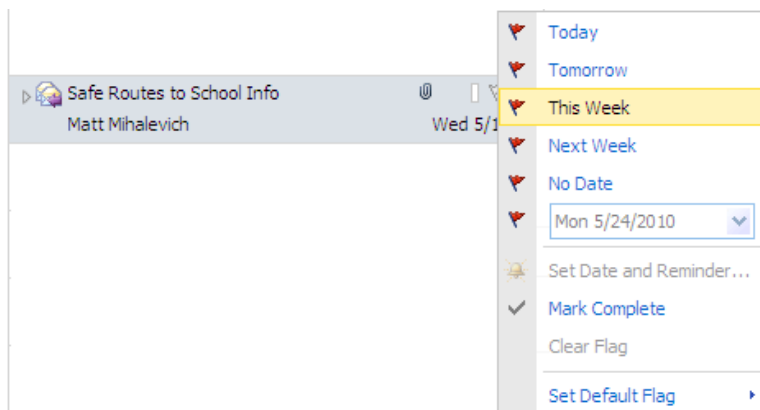 Safe Routes to School Info
Matt Mihalevich Wed 5/1
Today
Tomorrow
This Week
Next Week
No Date
Mon 5/24/2010
Set Date and Reminder...
Mark Complete
Clear Flag
Set Default Flag